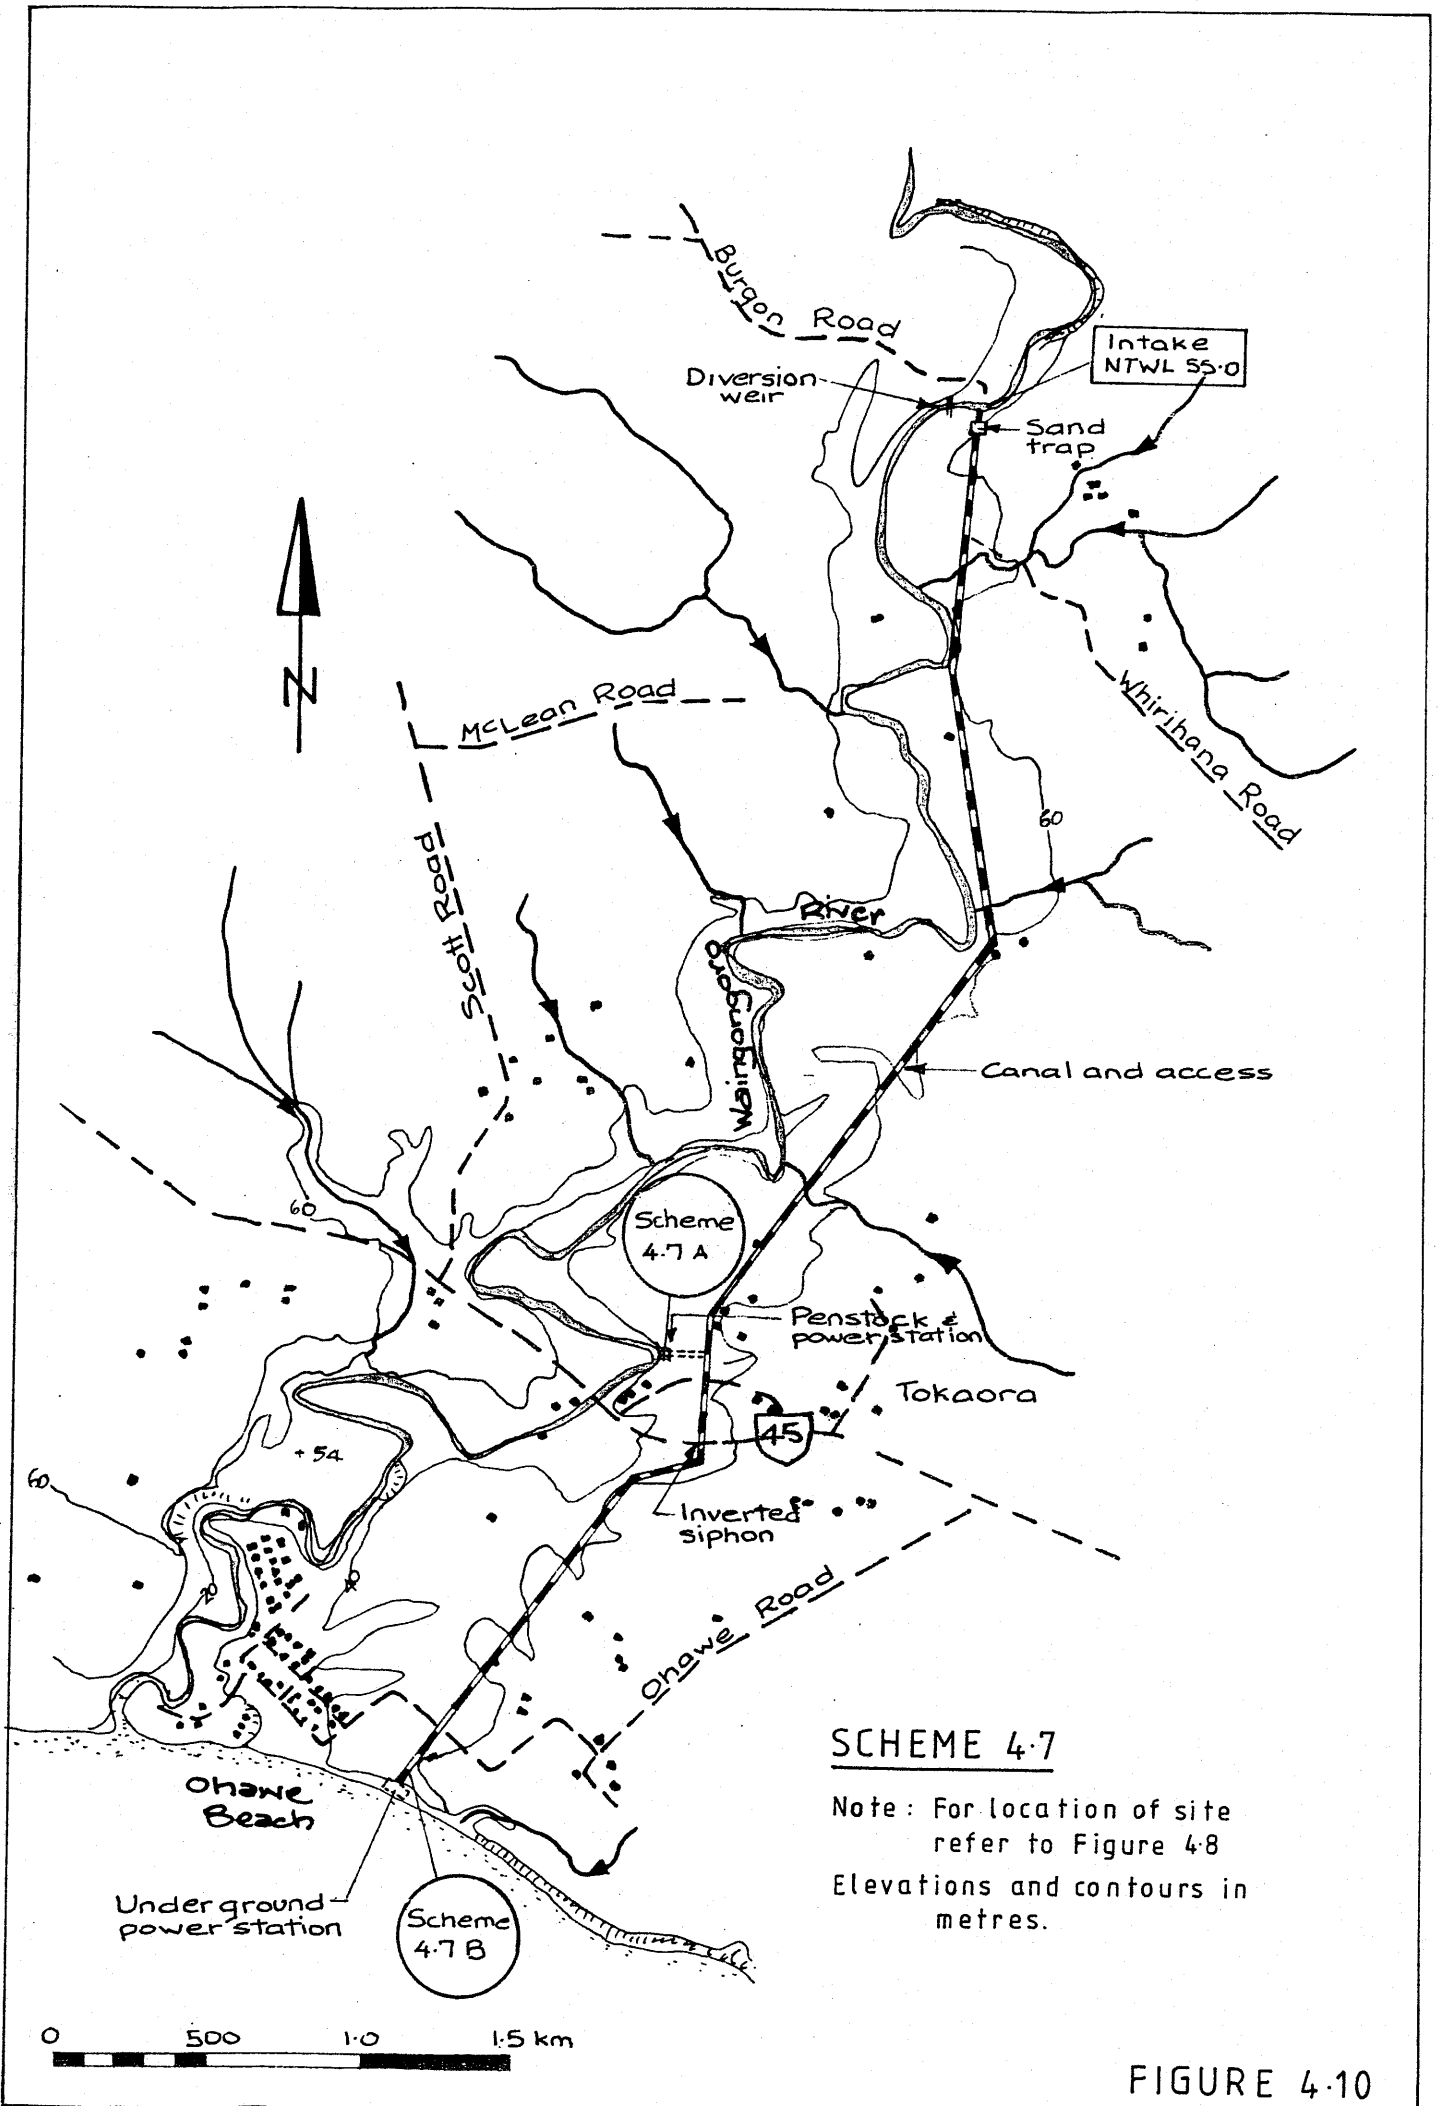 Burgon Road
Intake
NTWL 55.0
Diversion
weir
Sand
trap
N
McLean Road
Whirihana Road
60
Scott Road
River
Waingongoro
Canal and access
60
Scheme
4.7 A
Penstock &
power station
Tokaora
45
+ 54
60
Inverted
siphon
20
Ohawe Road
Ohawe
Beach
SCHEME 4.7
Note : For location of site
refer to Figure 4.8
Elevations and contours in
metres.
Underground
power station
Scheme
4.7 B
0 500 1.0 1.5 km
FIGURE 4.10